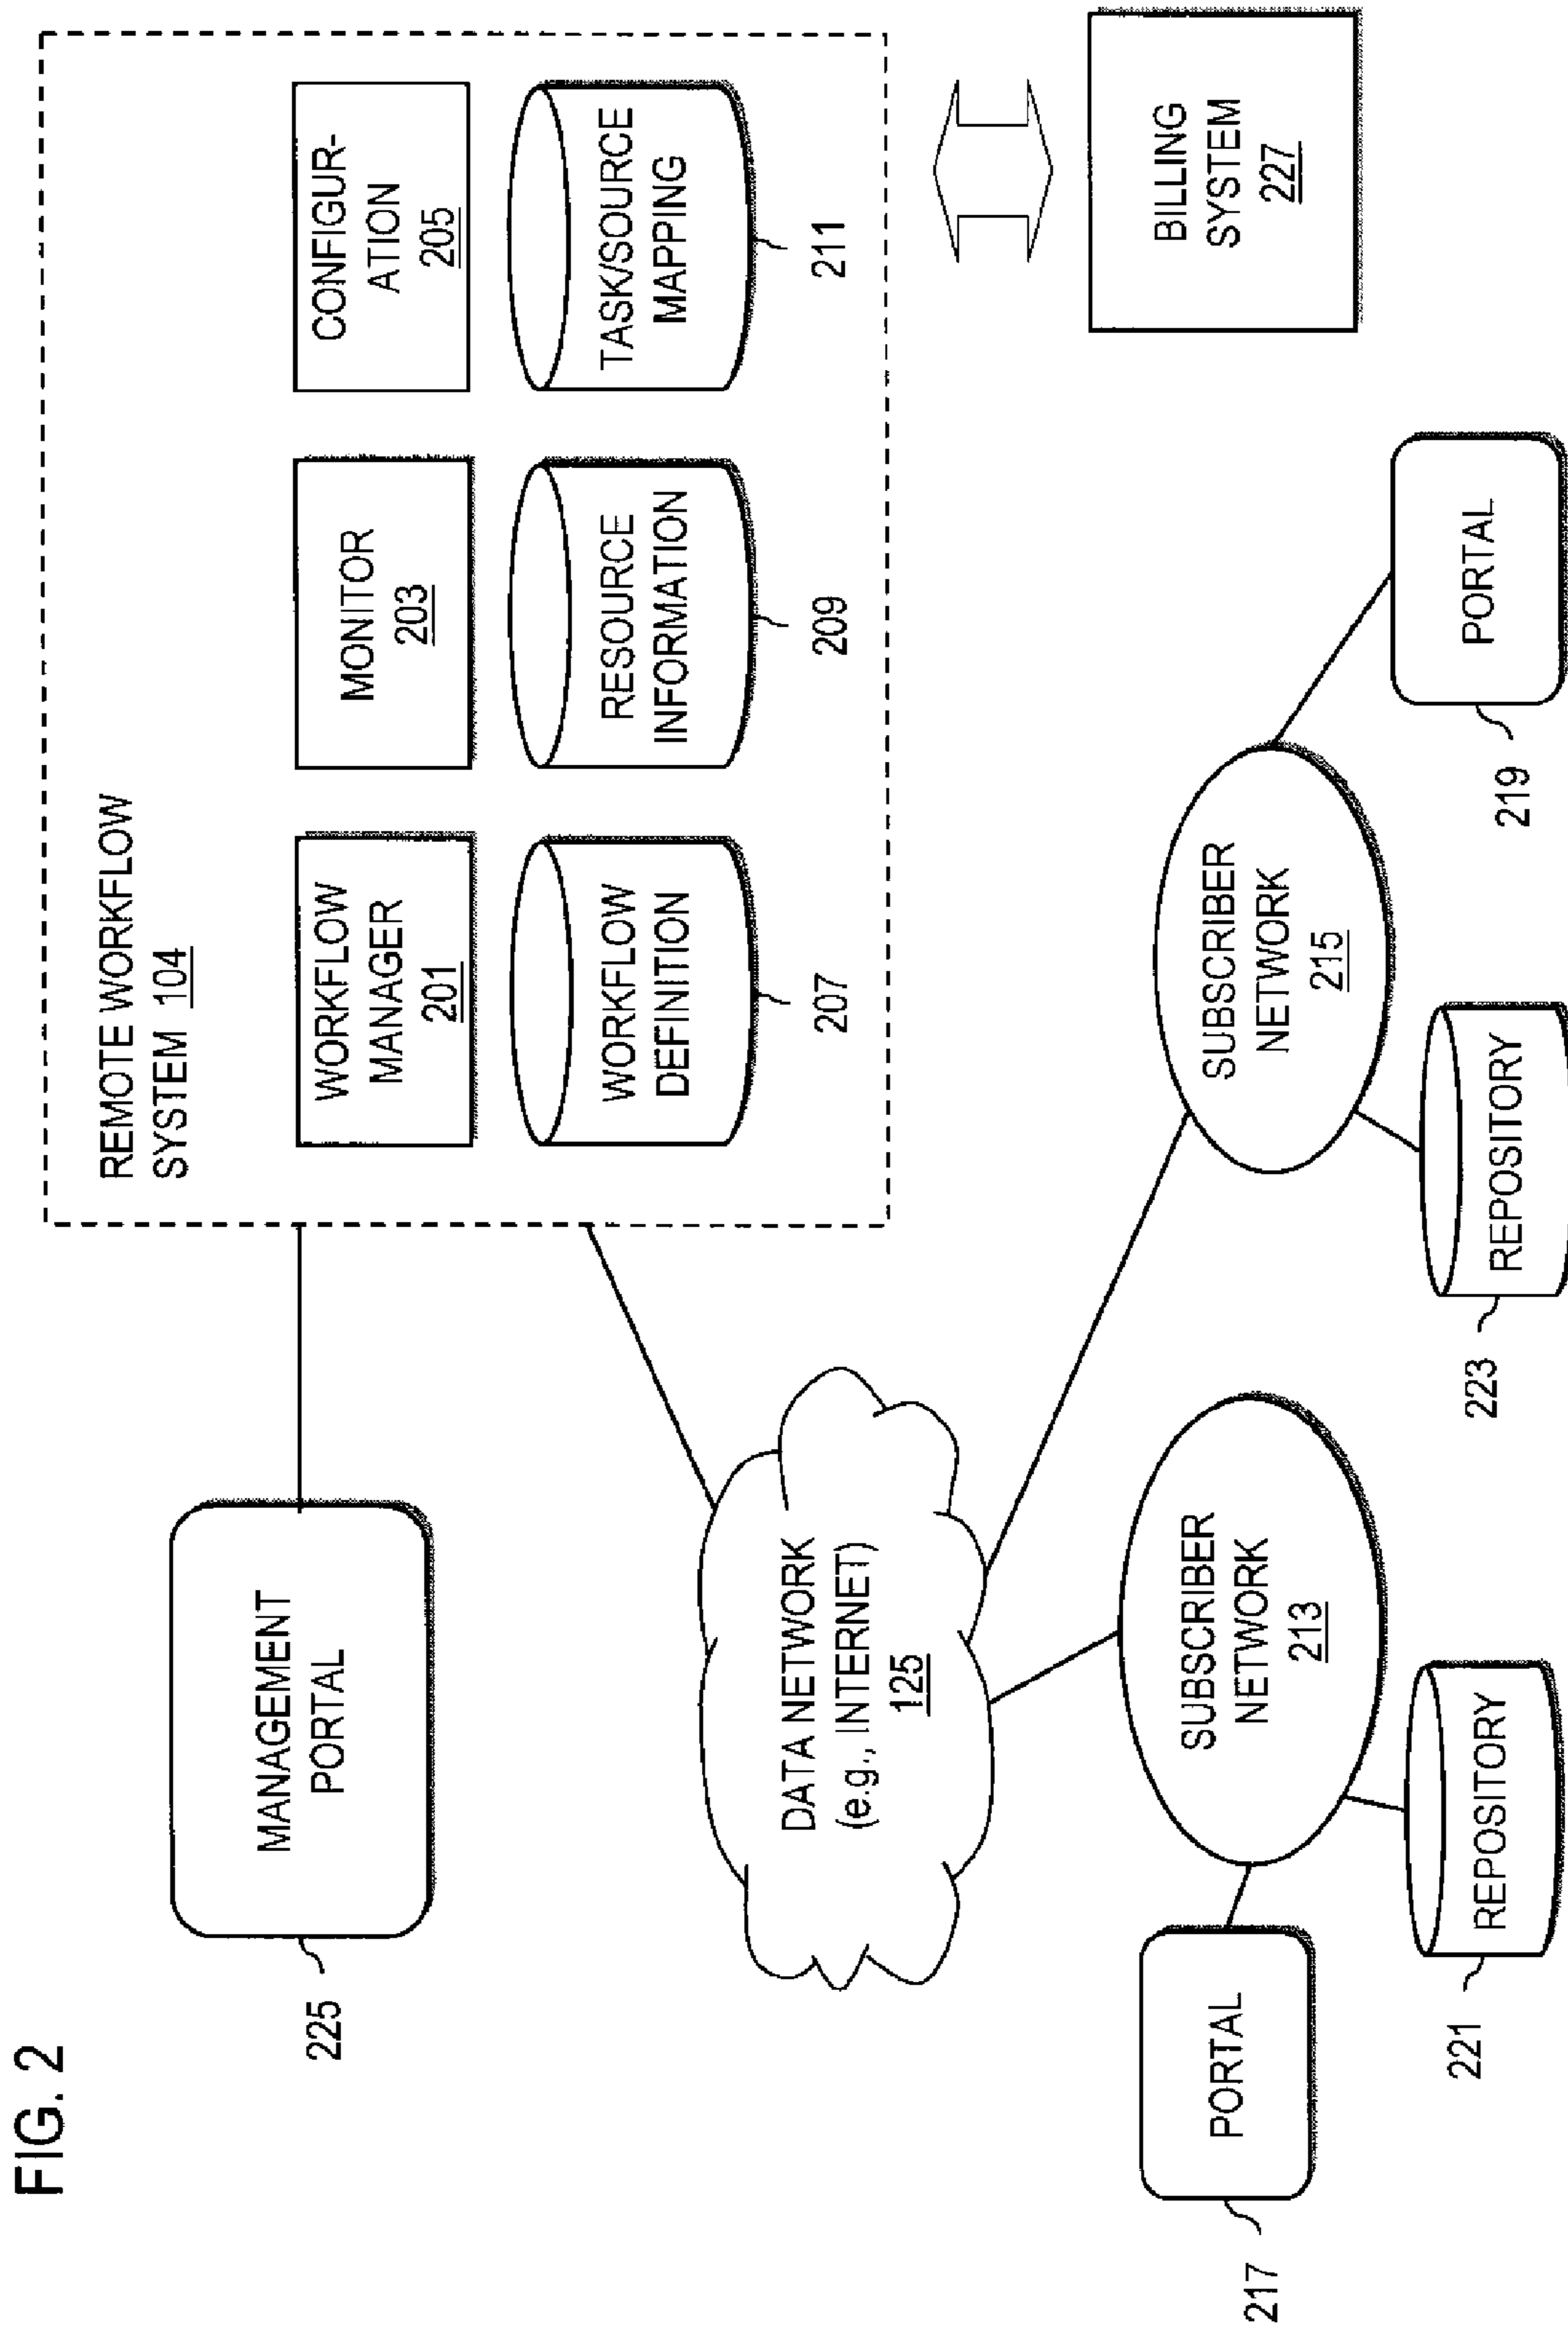 FIG. 2
REMOTE WORKFLOW
SYSTEM 104
WORKFLOW
MANAGER
201
MONITOR
203
CONFIGUR-
ATION
205
WORKFLOW
DEFINITION
207
RESOURCE
INFORMATION
209
TASK/SOURCE
MAPPING
211
MANAGEMENT
PORTAL
225
DATA NETWORK
(e.g., INTERNET)
125
BILLING
SYSTEM
227
SUBSCRIBER
NETWORK
213
SUBSCRIBER
NETWORK
215
PORTAL
217
REPOSITORY
221
REPOSITORY
223
PORTAL
219